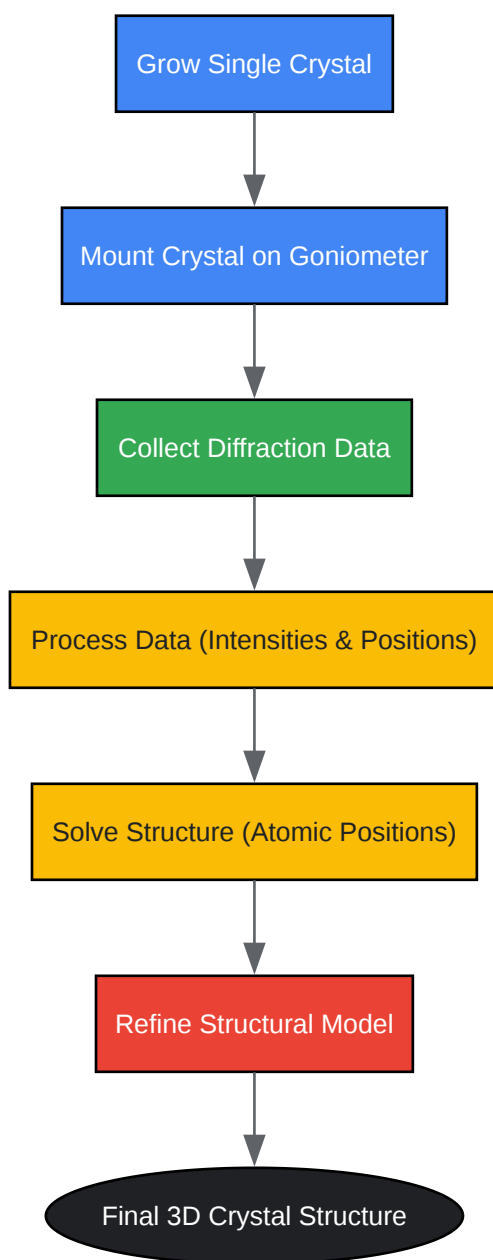 Grow Single Crystal
Mount Crystal on Goniometer
Collect Diffraction Data
Process Data (Intensities & Positions)
Solve Structure (Atomic Positions)
Refine Structural Model
Final 3D Crystal Structure